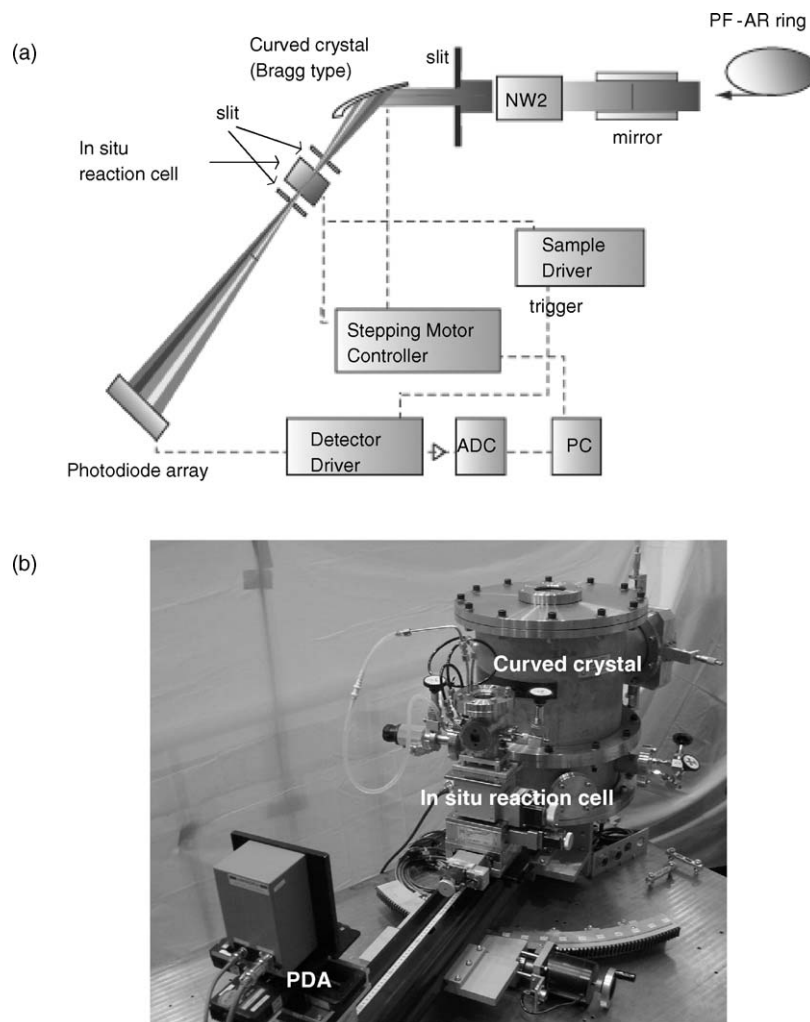 (a)
PF-AR ring
Curved crystal
(Bragg type)
slit
NW2
mirror
slit
In situ
reaction cell
Sample
Driver
trigger
Stepping Motor
Controller
Detector
Driver
ADC
PC
Photodiode array
(b)
Curved crystal
In situ reaction cell
PDA